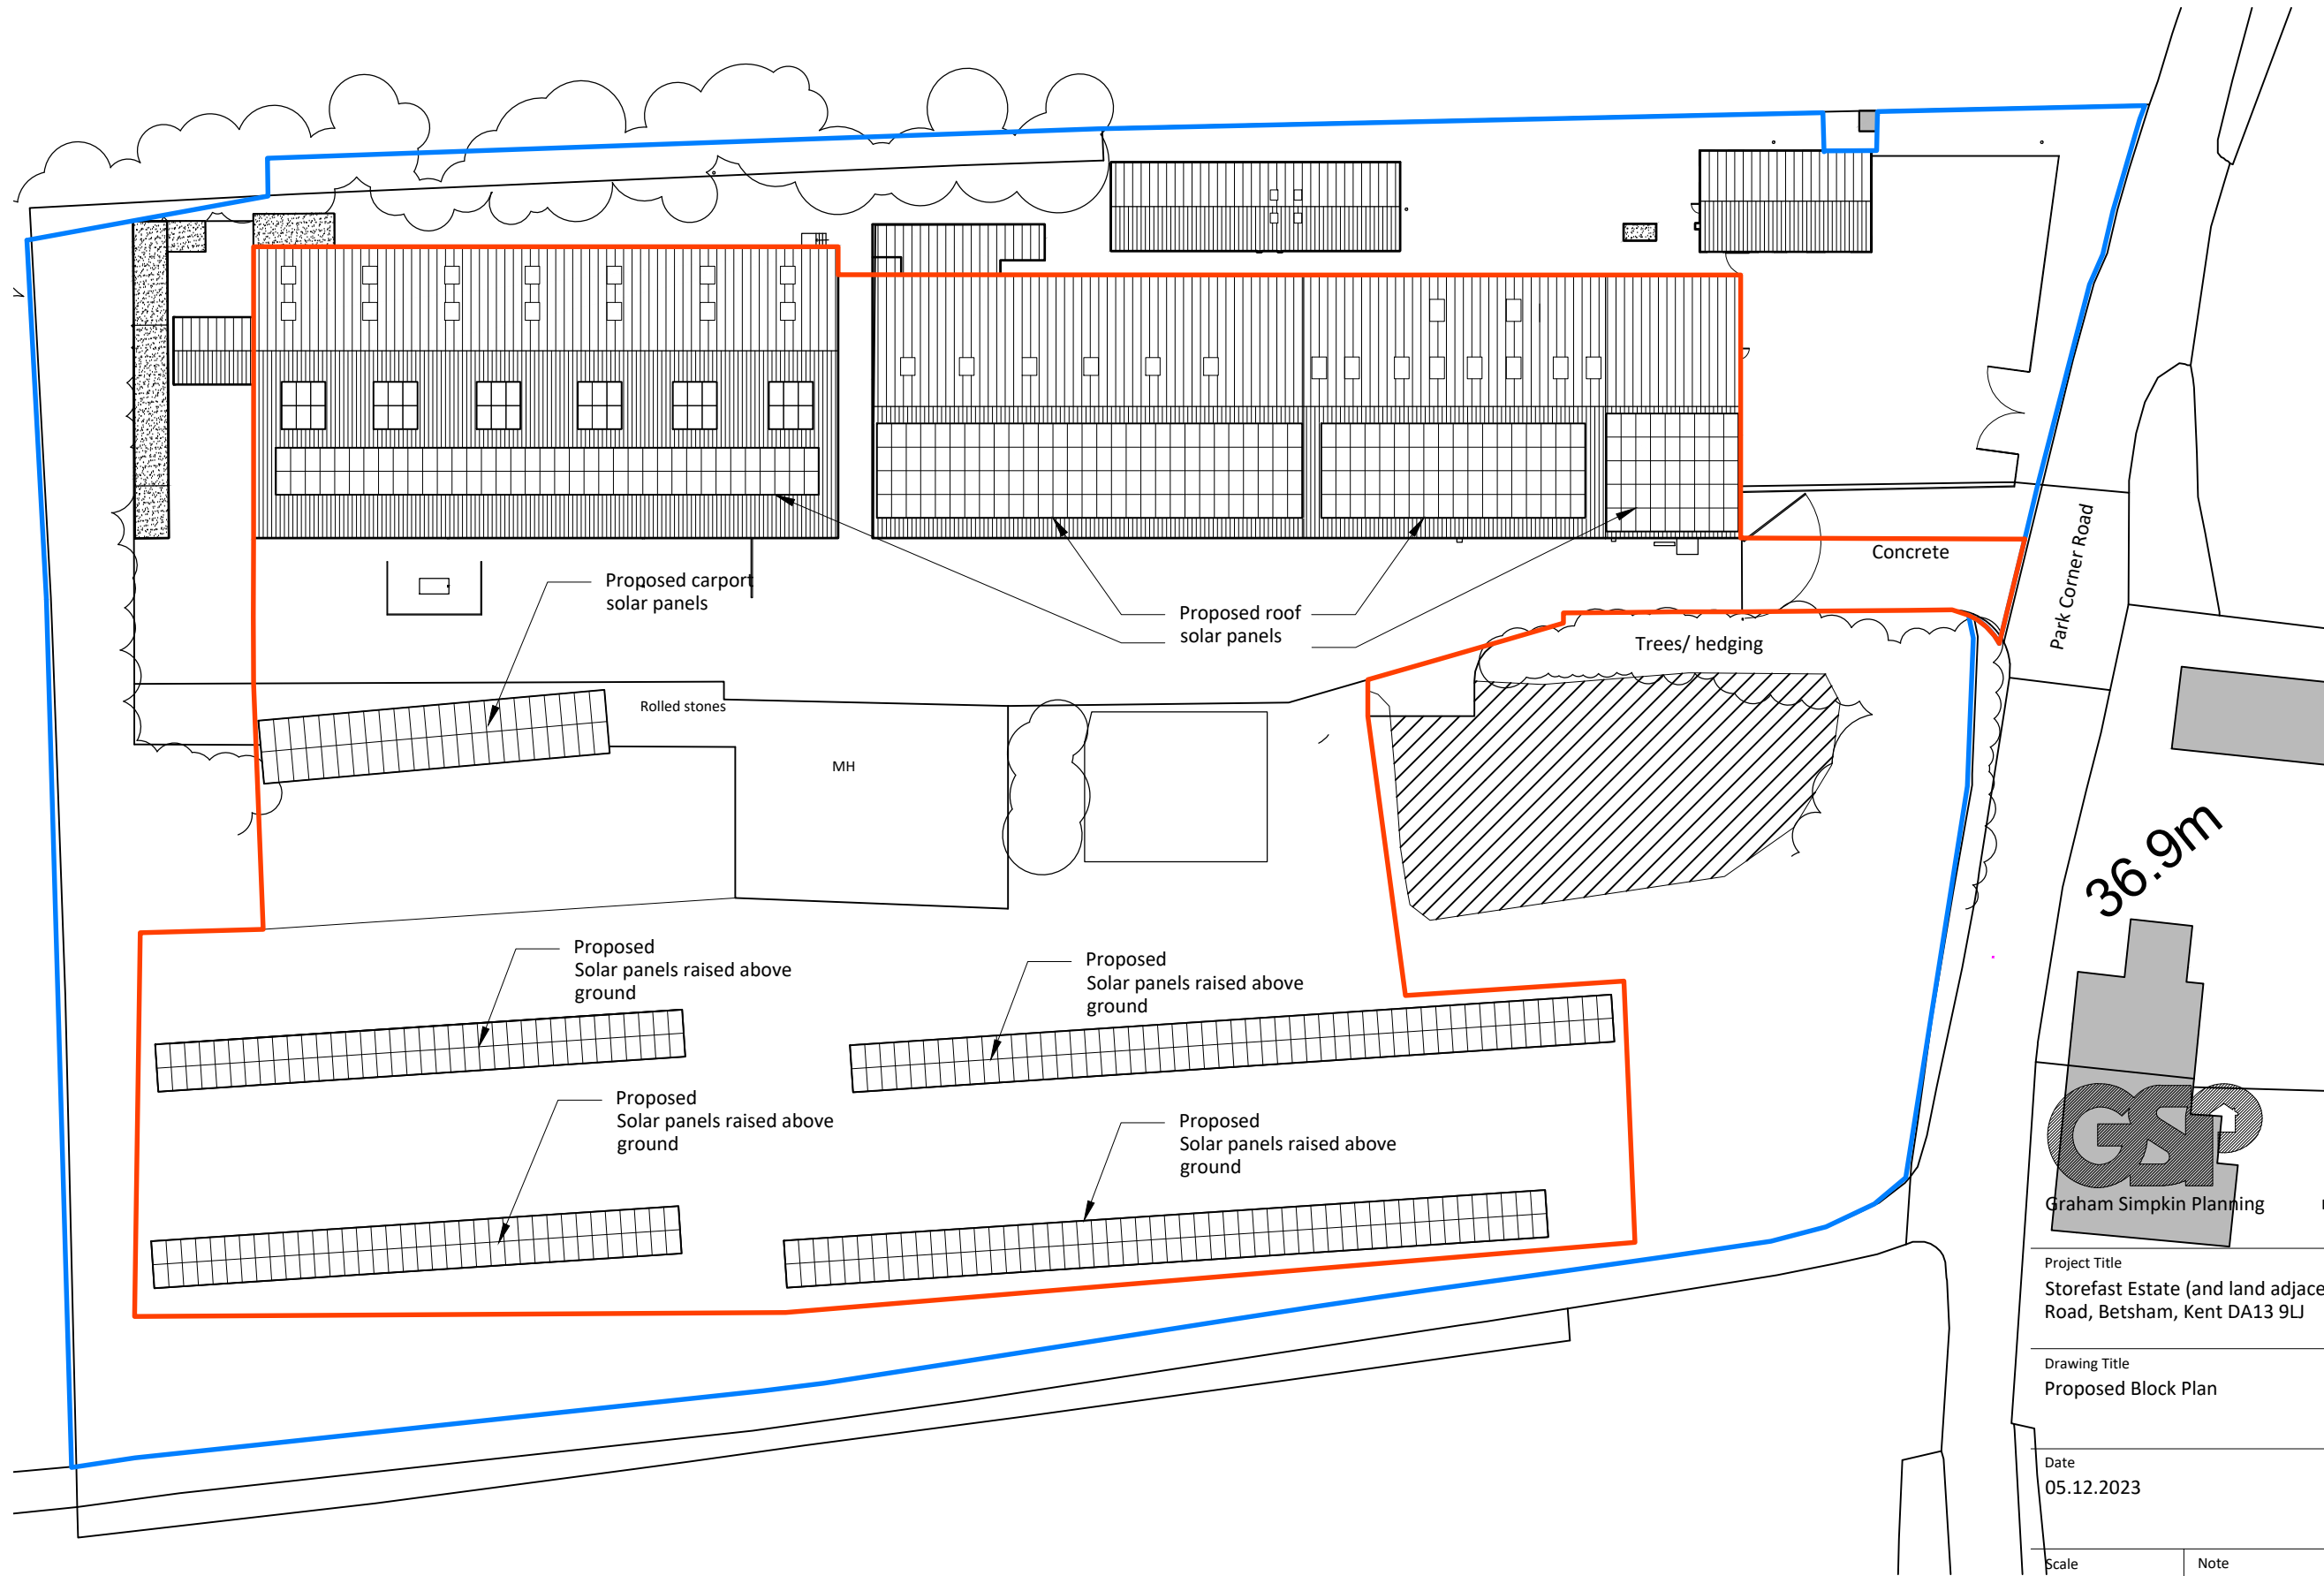 Concrete
Park Corner Road
Proposed carport
solar panels
Proposed roof
solar panels
Trees/ hedging
Rolled stones
MH
36.9m
Proposed
Solar panels raised above
ground
Proposed
Solar panels raised above
ground
Proposed
Solar panels raised above
ground
Proposed
Solar panels raised above
ground
GSP
Graham Simpkin Planning
Project Title
Storefast Estate (and land adjace
Road, Betsham, Kent DA13 9LJ
Drawing Title
Proposed Block Plan
Date
05.12.2023
Scale
Note